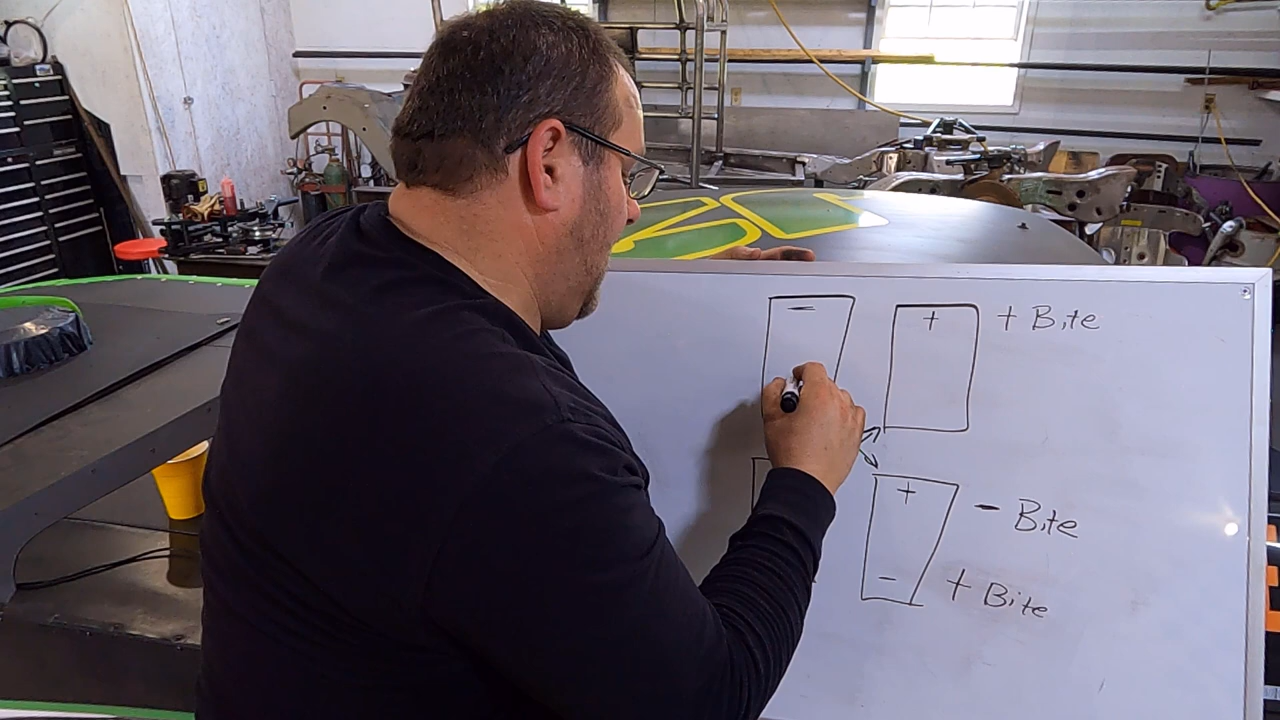 -
+ + Bite
+ - Bite
- + Bite